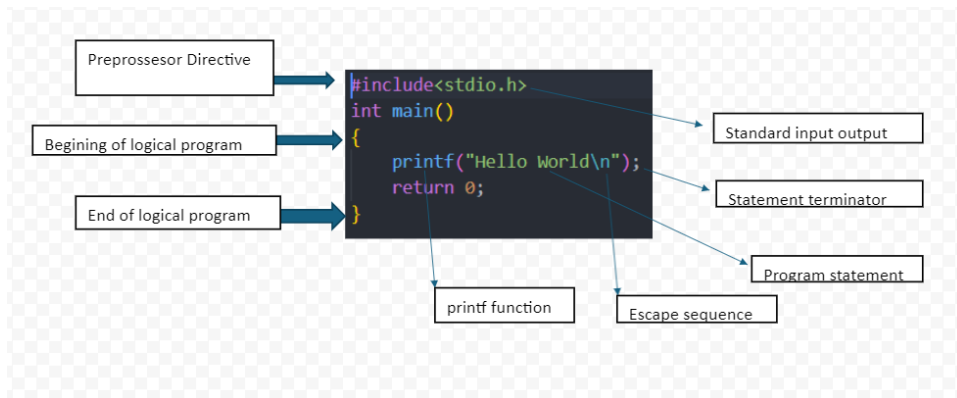 Preprossesor Directive
#include<stdio.h>
int main()
Standard input output
Begining of logical program
{
printf("Hello World\n");
return 0;
Statement terminator
End of logical program
}
Program statement
printf function
Escape sequence